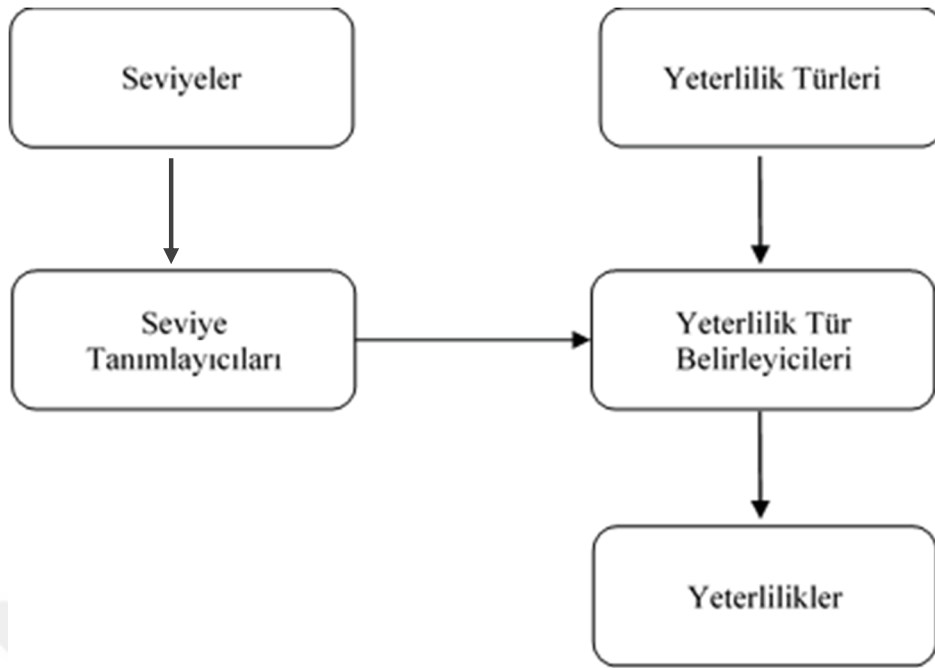 Seviyeler
Yeterlilik Türleri
Seviye
Tanımlayıcıları
Yeterlilik Tür
Belirleyicileri
Yeterlilikler